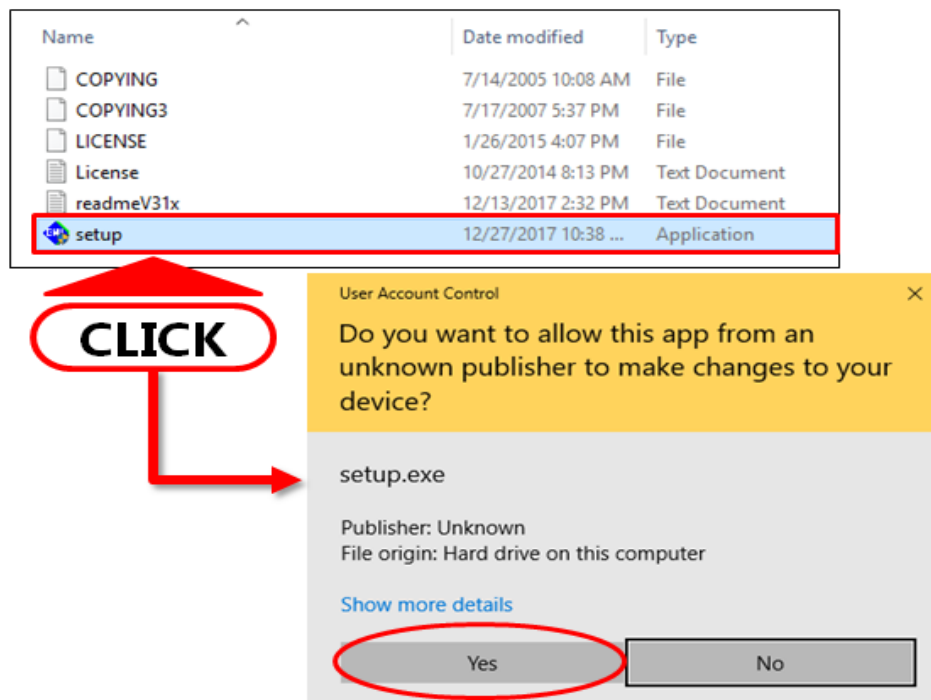 Name Date modified Type
COPYING 7/14/2005 10:08 AM File
COPYING3 7/17/2007 5:37 PM File
LICENSE 1/26/2015 4:07 PM File
License 10/27/2014 8:13 PM Text Document
readmeV31x 12/13/2017 2:32 PM Text Document
setup 12/27/2017 10:38 ... Application
CLICK
User Account Control
Do you want to allow this app from an
unknown publisher to make changes to your
device?
setup.exe
Publisher: Unknown
File origin: Hard drive on this computer
Show more details
Yes No